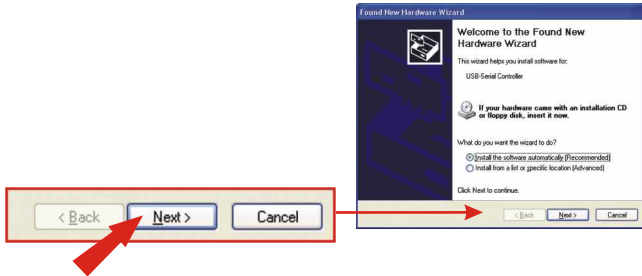 Found New Hardware Wizard
Welcome to the Found New
Hardware Wizard
This wizard helps you install software for:
USB-Serial Controller
If your hardware came with an installation CD
or floppy disk, insert it now.
What do you want the wizard to do?
Install the software automatically (Recommended)
Install from a list or specific location (Advanced)
Click Next to continue.
< Back Next > Cancel
< Back Next > Cancel